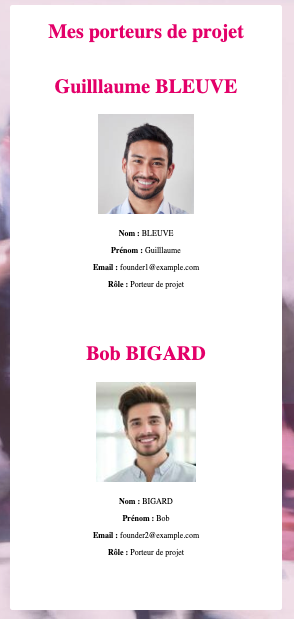 Mes porteurs de projet
Guilllaume BLEUVE
Nom : BLEUVE
Prénom : Guilllaume
Email : founder1@example.com
Rôle : Porteur de projet
Bob BIGARD
Nom : BIGARD
Prénom : Bob
Email : founder2@example.com
Rôle : Porteur de projet